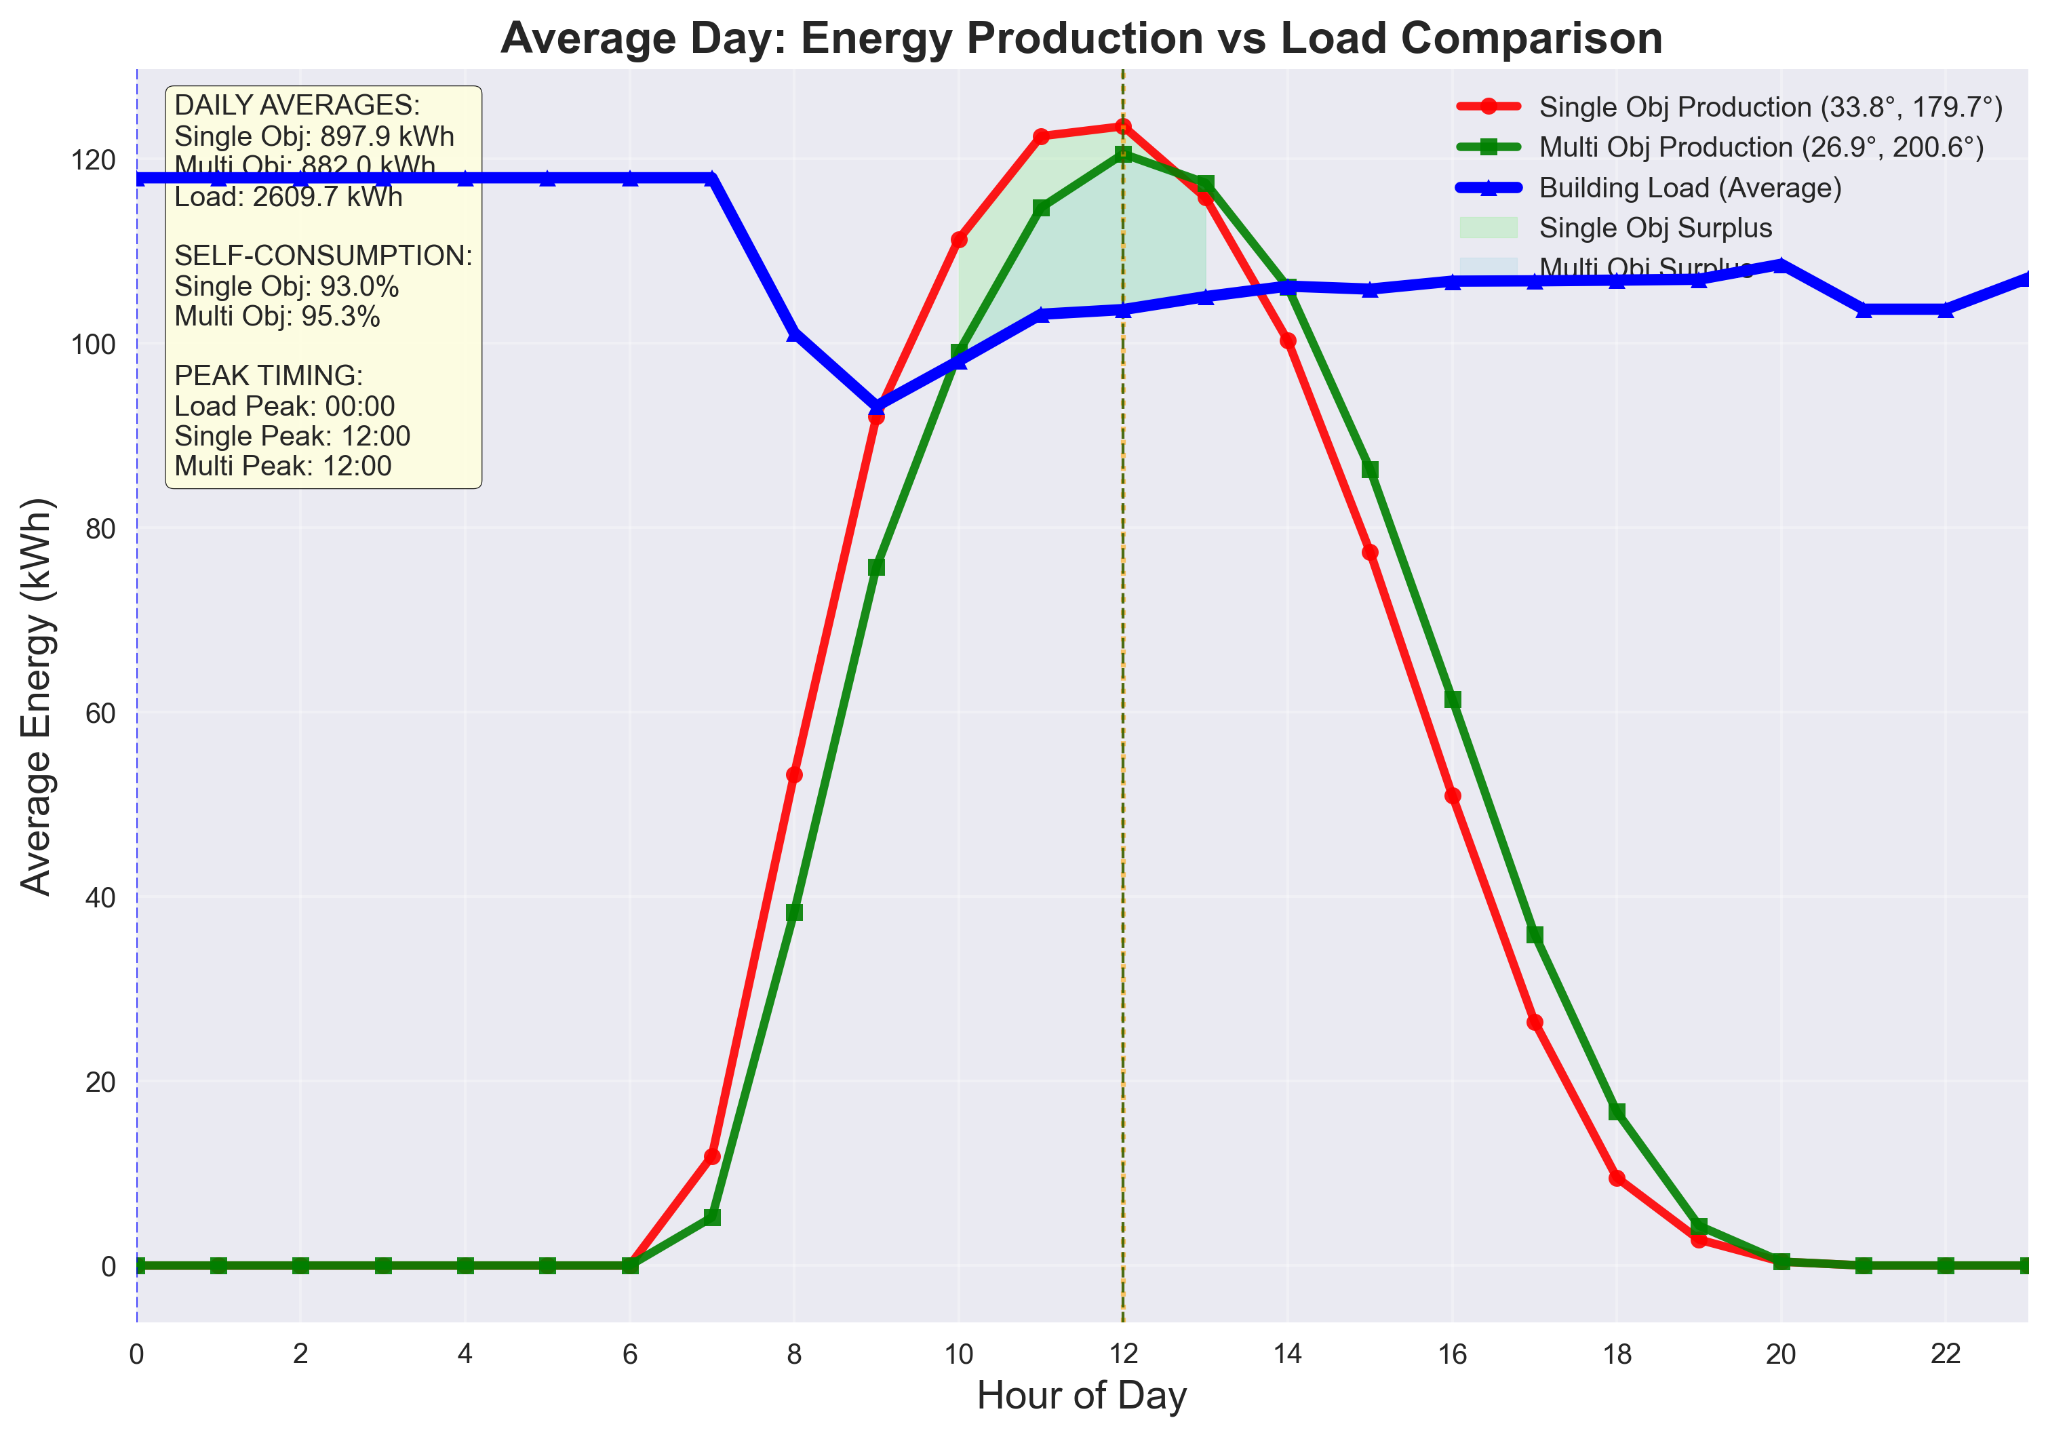 Average Day: Energy Production vs Load Comparison
DAILY AVERAGES:
Single Obj: 897.9 kWh
Multi Obj: 882.0 kWh
Load: 2609.7 kWh
SELF-CONSUMPTION:
Single Obj: 93.0%
Multi Obj: 95.3%
PEAK TIMING:
Load Peak: 00:00
Single Peak: 12:00
Multi Peak: 12:00
Single Obj Production (33.8°, 179.7°)
Multi Obj Production (26.9°, 200.6°)
Building Load (Average)
Single Obj Surplus
Multi Obj Surplus
Average Energy (kWh)
120
100
80
60
40
20
0
0 2 4 6 8 10 12 14 16 18 20 22
Hour of Day